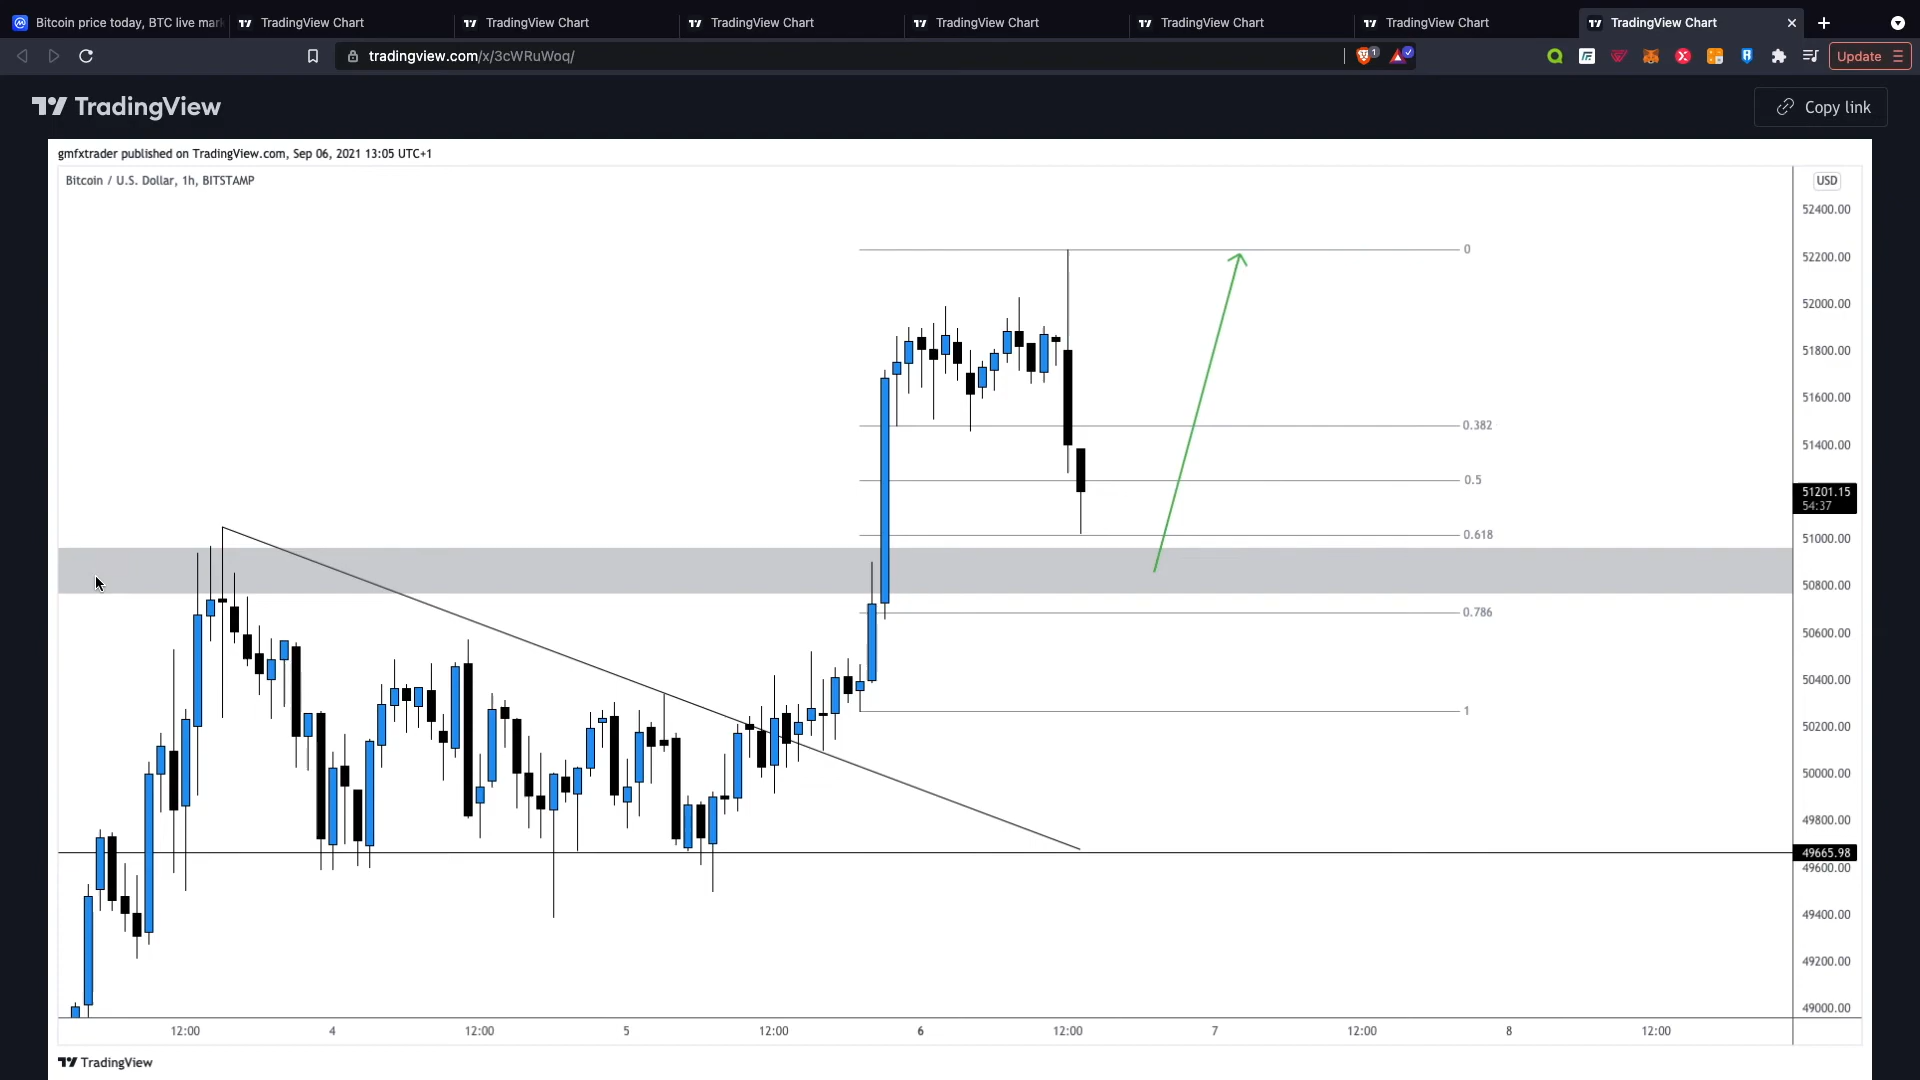 Bitcoin price today, BTC live mar
TradingView Chart
TradingView Chart
TradingView Chart
TradingView Chart
TradingView Chart
TradingView Chart
TradingView Chart
tradingview.com/x/3cWRuWoq/
1
Update
TradingView
Copy link
gmfxtrader published on TradingView.com, Sep 06, 2021 13:05 UTC+1
Bitcoin / U.S. Dollar, 1h, BITSTAMP
USD
52400.00
0
52200.00
52000.00
51800.00
51600.00
0.382
51400.00
0.5
51201.15
54:37
0.618
51000.00
50800.00
0.786
50600.00
50400.00
1
50200.00
50000.00
49800.00
49665.98
49600.00
49400.00
49200.00
49000.00
12:00 4 12:00 5 12:00 6 12:00 7 12:00 8 12:00
TradingView